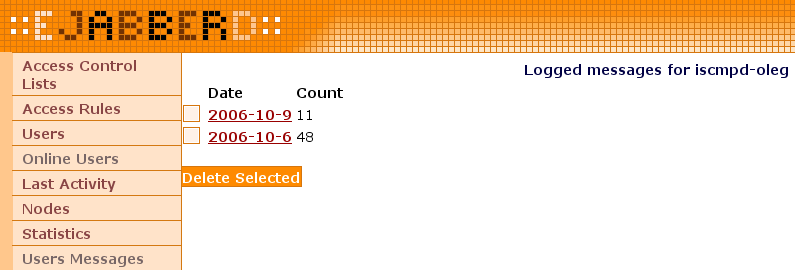 EJABBERD
Access Control
Lists
Access Rules
Users
Online Users
Last Activity
Nodes
Statistics
Users Messages
Logged messages for iscmpd-oleg
Date Count
2006-10-9 11
2006-10-6 48
Delete Selected